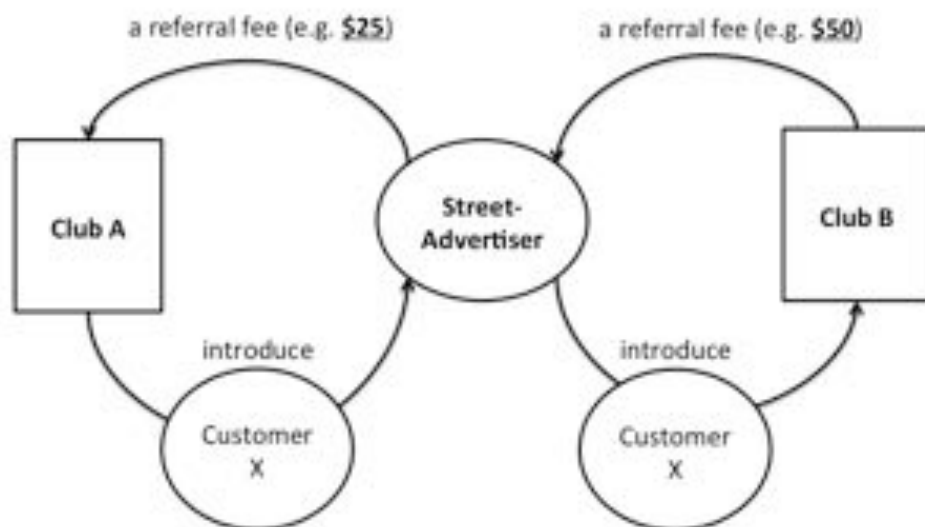 a referral fee (e.g. $25)
a referral fee (e.g. $50)
Club A
Street-
Advertiser
Club B
introduce
introduce
Customer
X
Customer
X